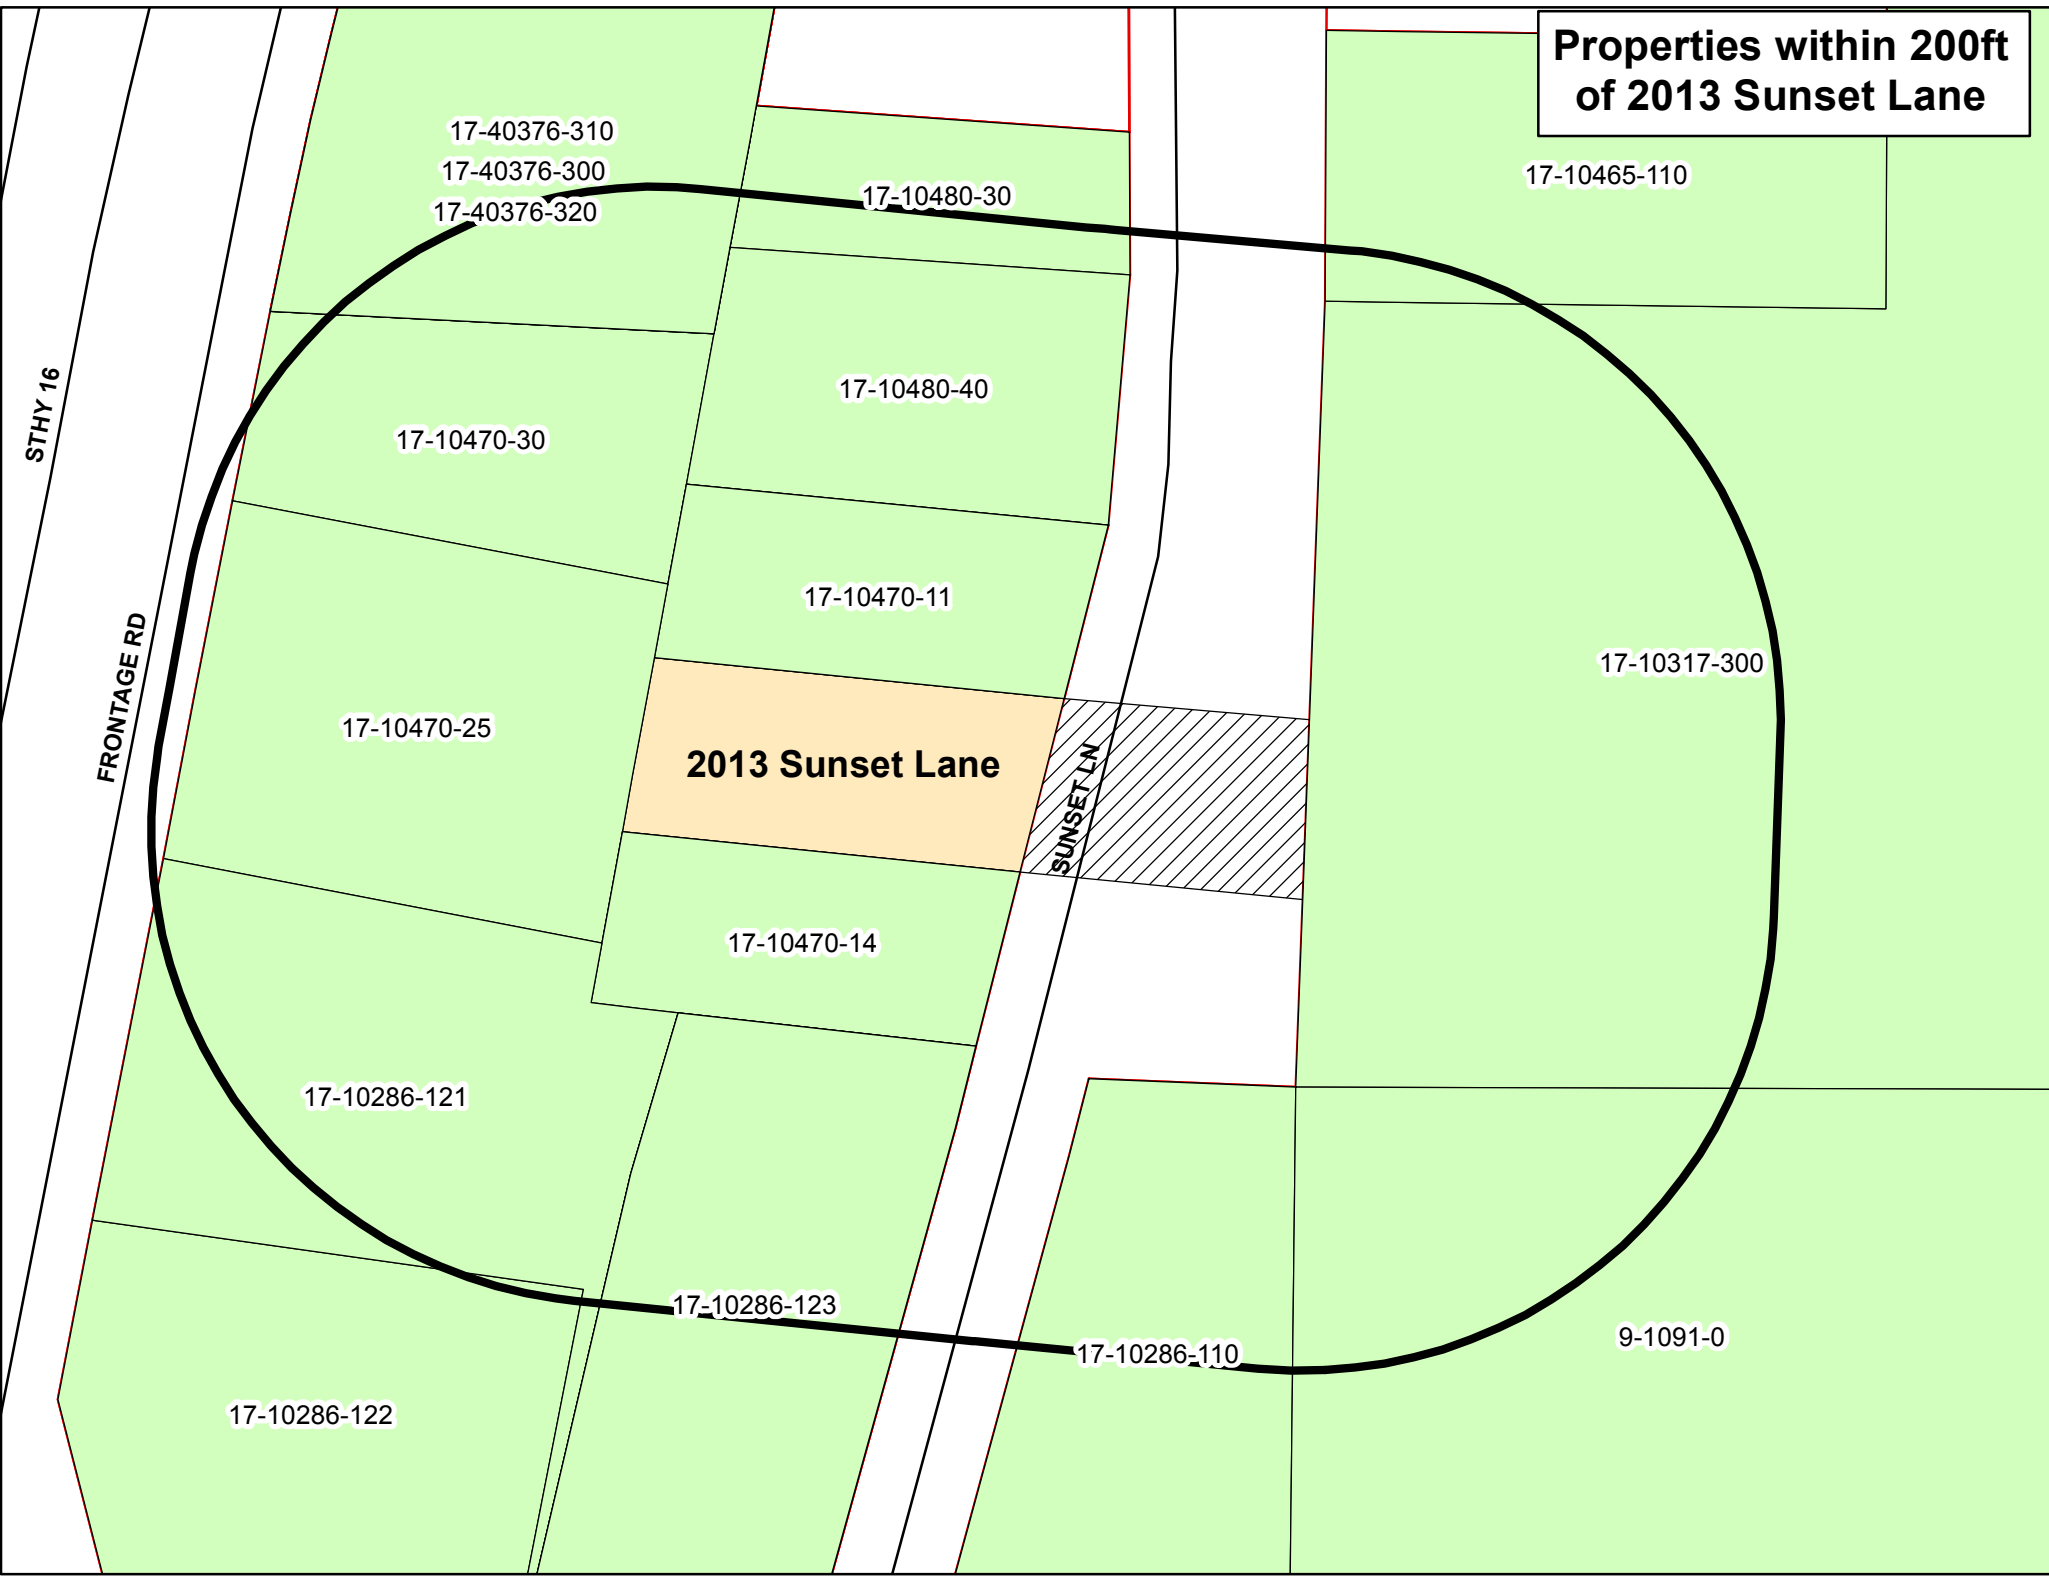 Properties within 200ft
of 2013 Sunset Lane
17-40376-310
17-40376-300
17-40376-320
17-10480-30
17-10465-110
STHY 16
17-10480-40
17-10470-30
17-10470-11
FRONTAGE RD
17-10317-300
17-10470-25
2013 Sunset Lane
SUNSET LN
17-10470-14
17-10286-121
17-10286-123
17-10286-110
9-1091-0
17-10286-122